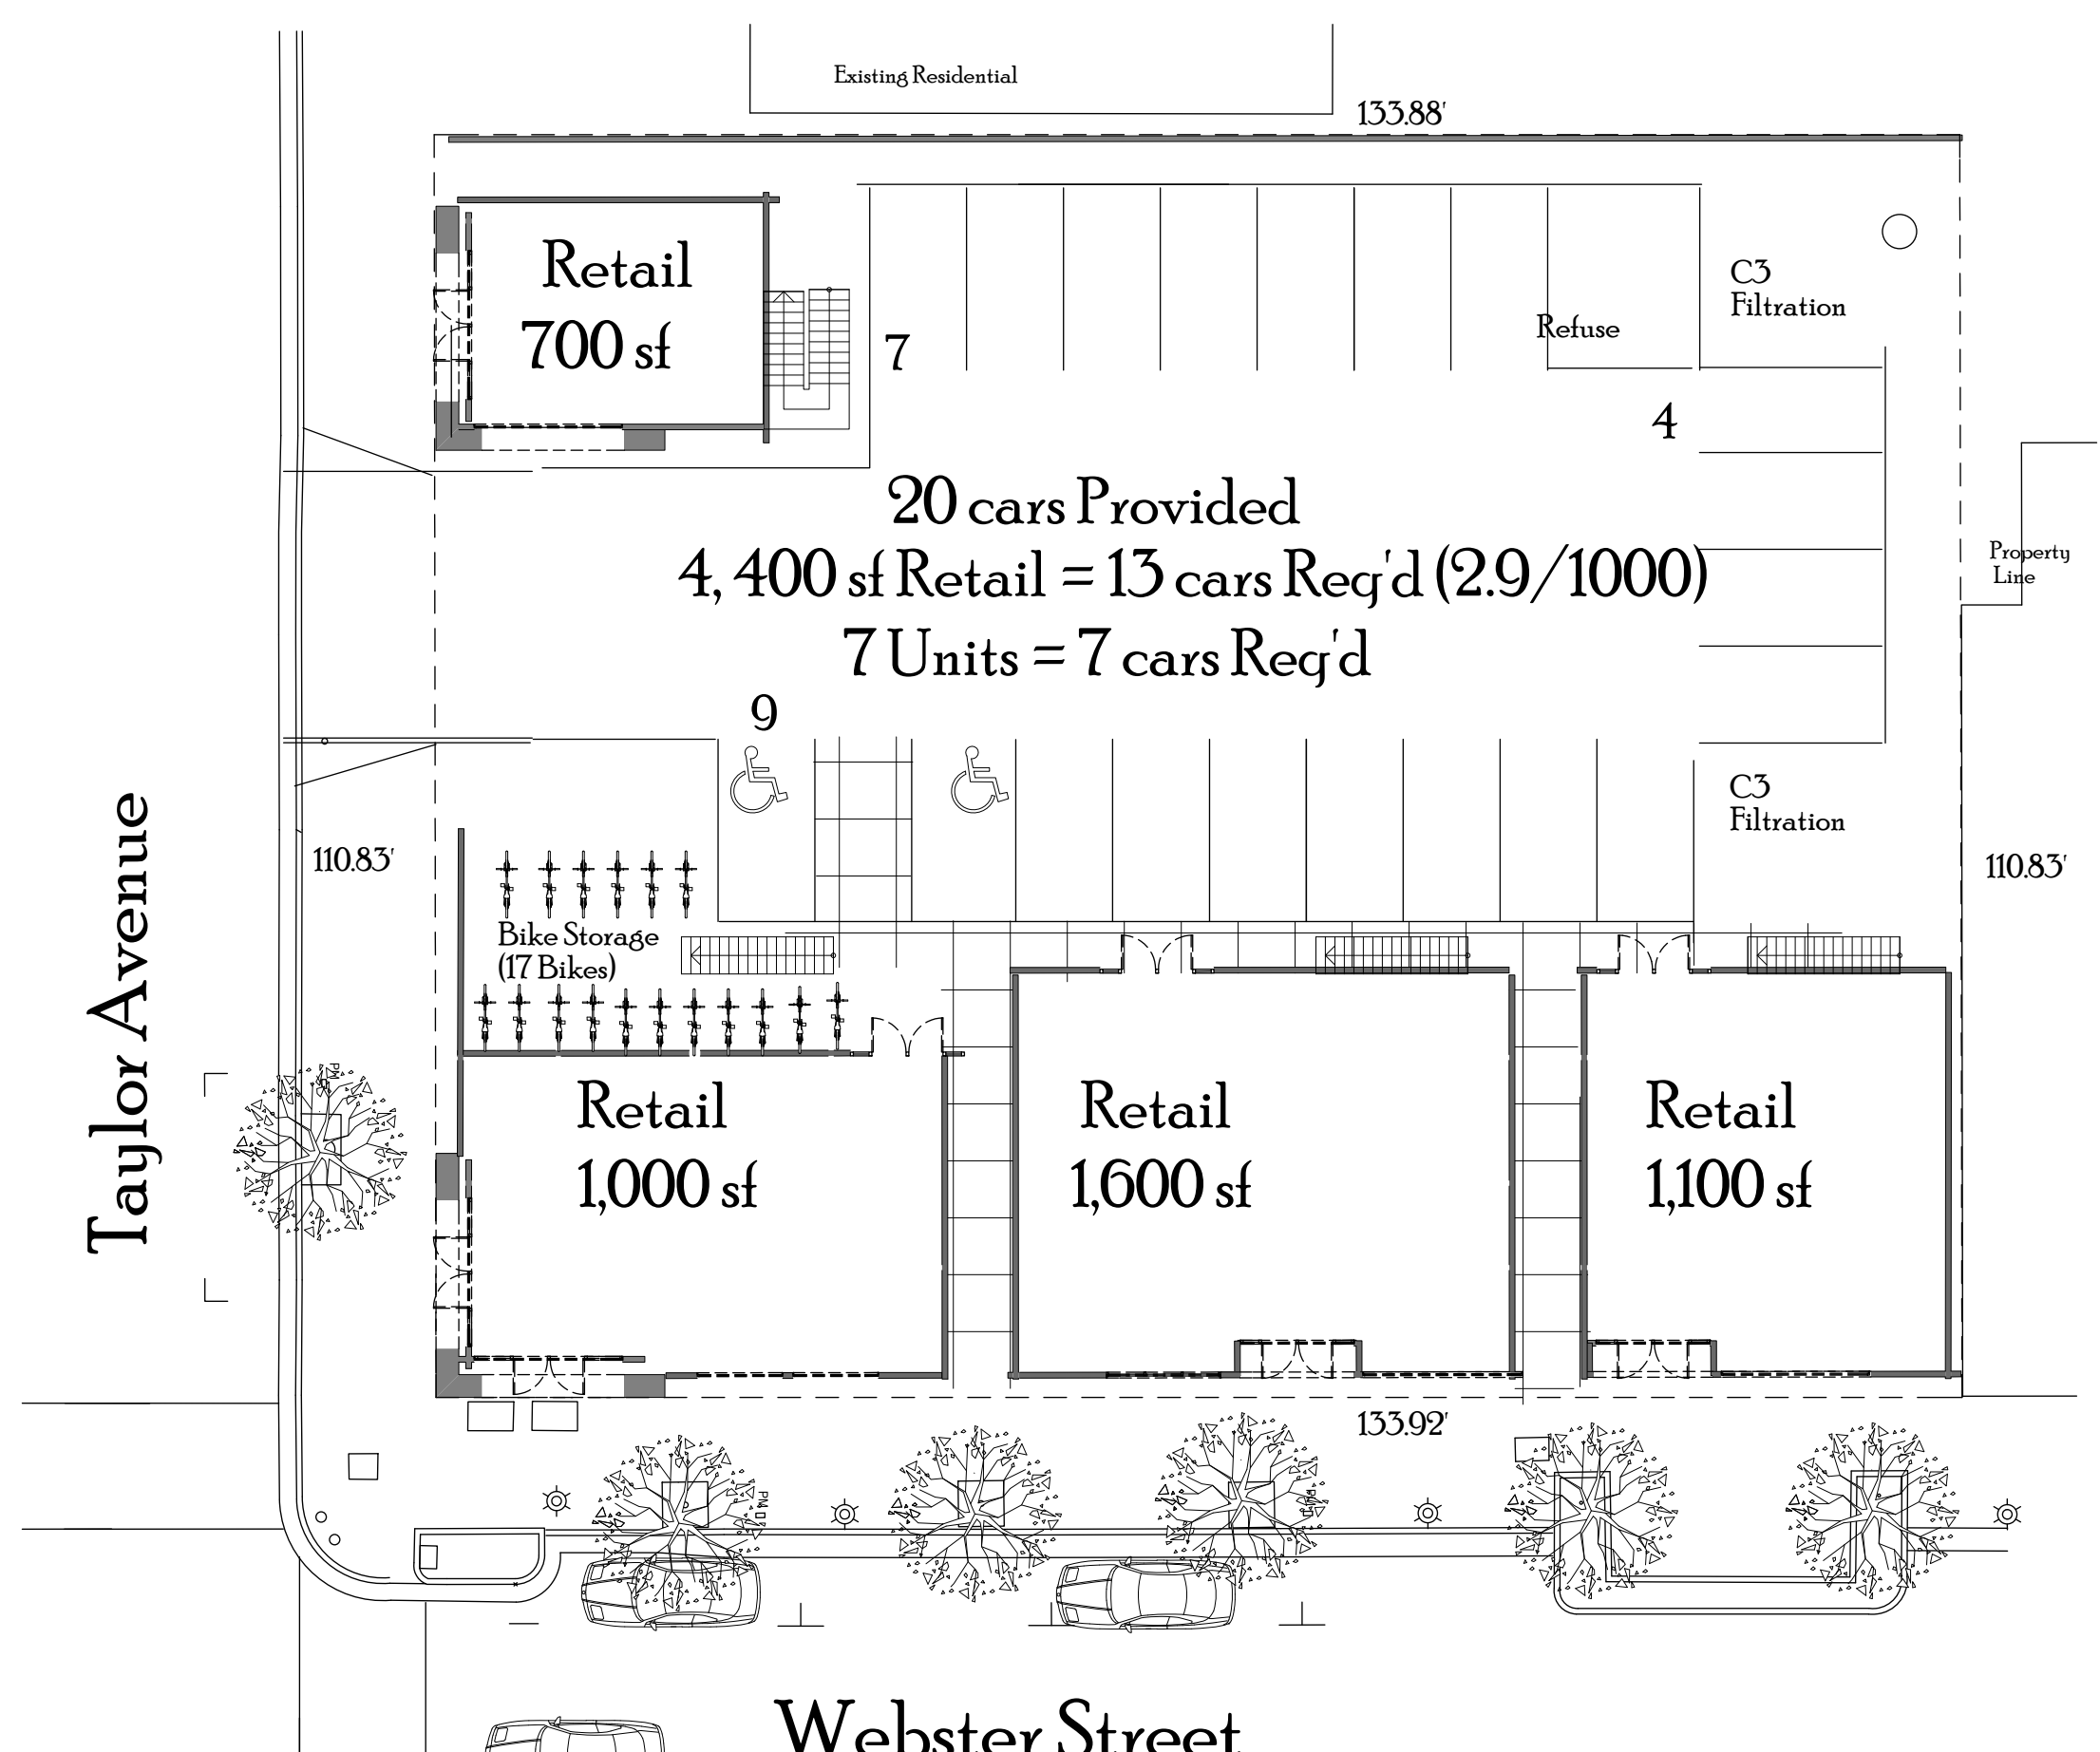 Existing Residential
133.88'
Retail
700 sf
C3
Filtration
Refuse
7
4
20 cars Provided
4, 400 sf Retail = 13 cars Req'd (2.9/1000)
7 Units = 7 cars Req'd
Property
Line
9
C3
Filtration
110.83'
110.83'
Taylor Avenue
Bike Storage
(17 Bikes)
PM
Retail
1,000 sf
Retail
1,600 sf
Retail
1,100 sf
133.92'
PM
Webster Street